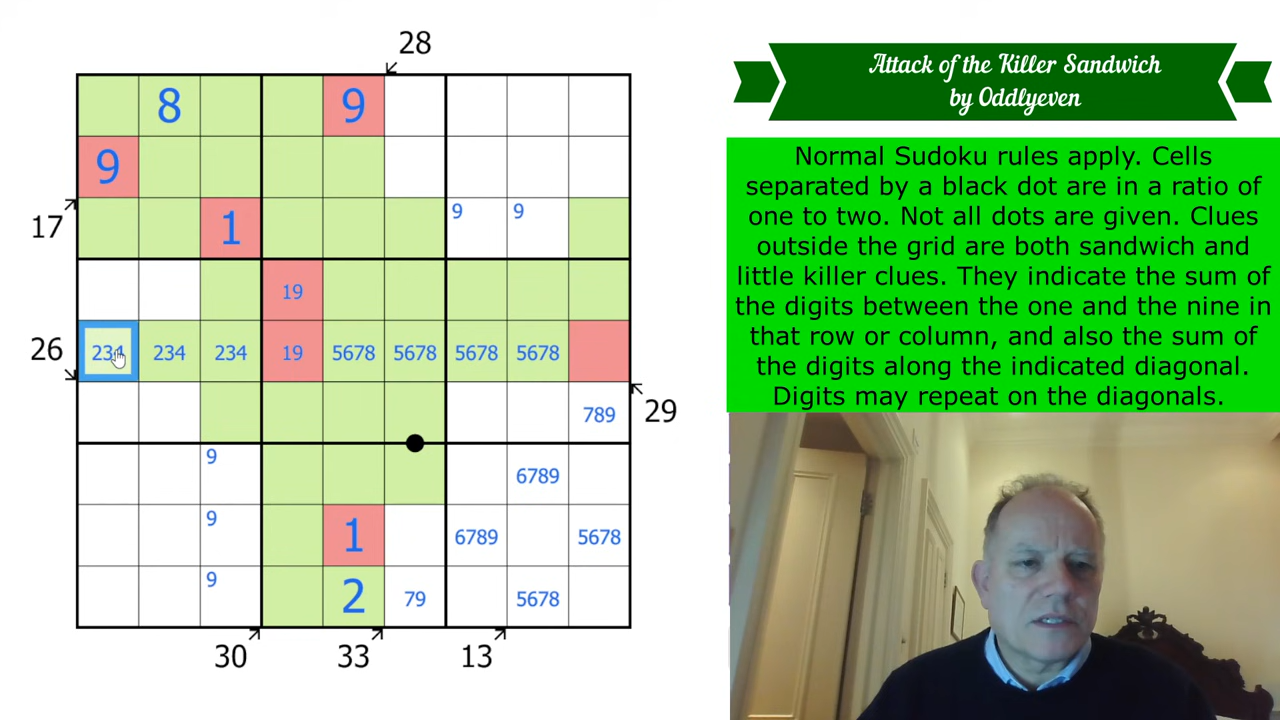 28
Attack of the Killer Sandwich
by Oddlyeven
8 9
9
17 1 9 9
19
26 234 234 234 19 5678 5678 5678 5678
789 29
9 6789
9 1 6789 5678
9 2 79 5678
30 33 13
Normal Sudoku rules apply. Cells
separated by a black dot are in a ratio of
one to two. Not all dots are given. Clues
outside the grid are both sandwich and
little killer clues. They indicate the sum of
the digits between the one and the nine in
that row or column, and also the sum of
the digits along the indicated diagonal.
Digits may repeat on the diagonals.